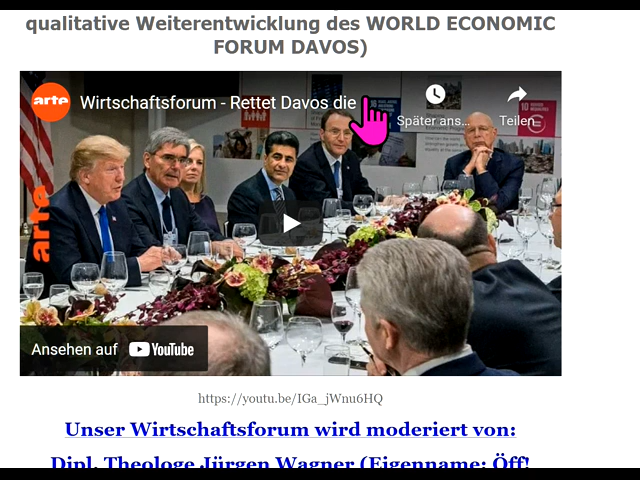 qualitative Weiterentwicklung des WORLD ECONOMIC
FORUM DAVOS)
arte
Wirtschaftsforum - Rettet Davos die
Später ans...
Teilen
arte
Ansehen auf YouTube
https://youtu.be/IGa_jWnu6HQ
Unser Wirtschaftsforum wird moderiert von:
Dipl. Theologe Jürgen Wagner (Eigenname: Öff!